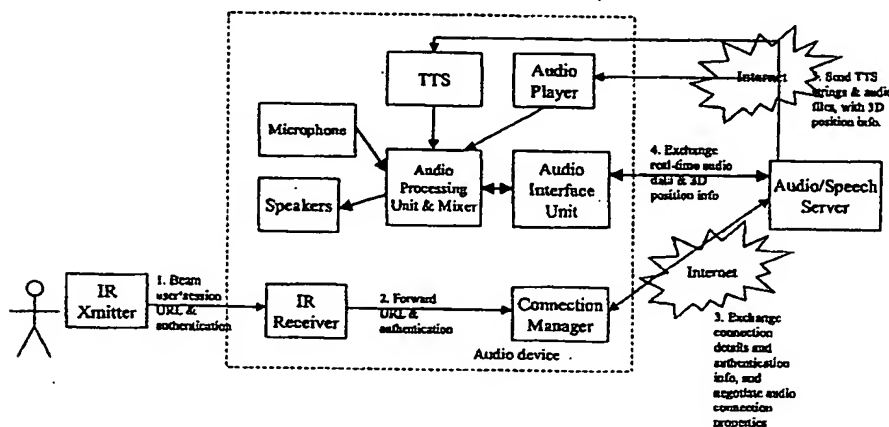 TTS
Audio
Player
Internet
Send TTS
strings & audio
files, with 3D
position info.
Microphone
Audio
Processing
Unit & Mixer
Audio
Interface
Unit
4. Exchange
real-time audio
data & 3D
position info
Audio/Speech
Server
Speakers
Internet
IR
Xmitter
1. Beam
user/session
URL &
authentication
IR
Receiver
2. Forward
URL &
authentication
Connection
Manager
3. Exchange
connection
details and
authentication
info, and
negotiate audio
connection
properties
Audio device